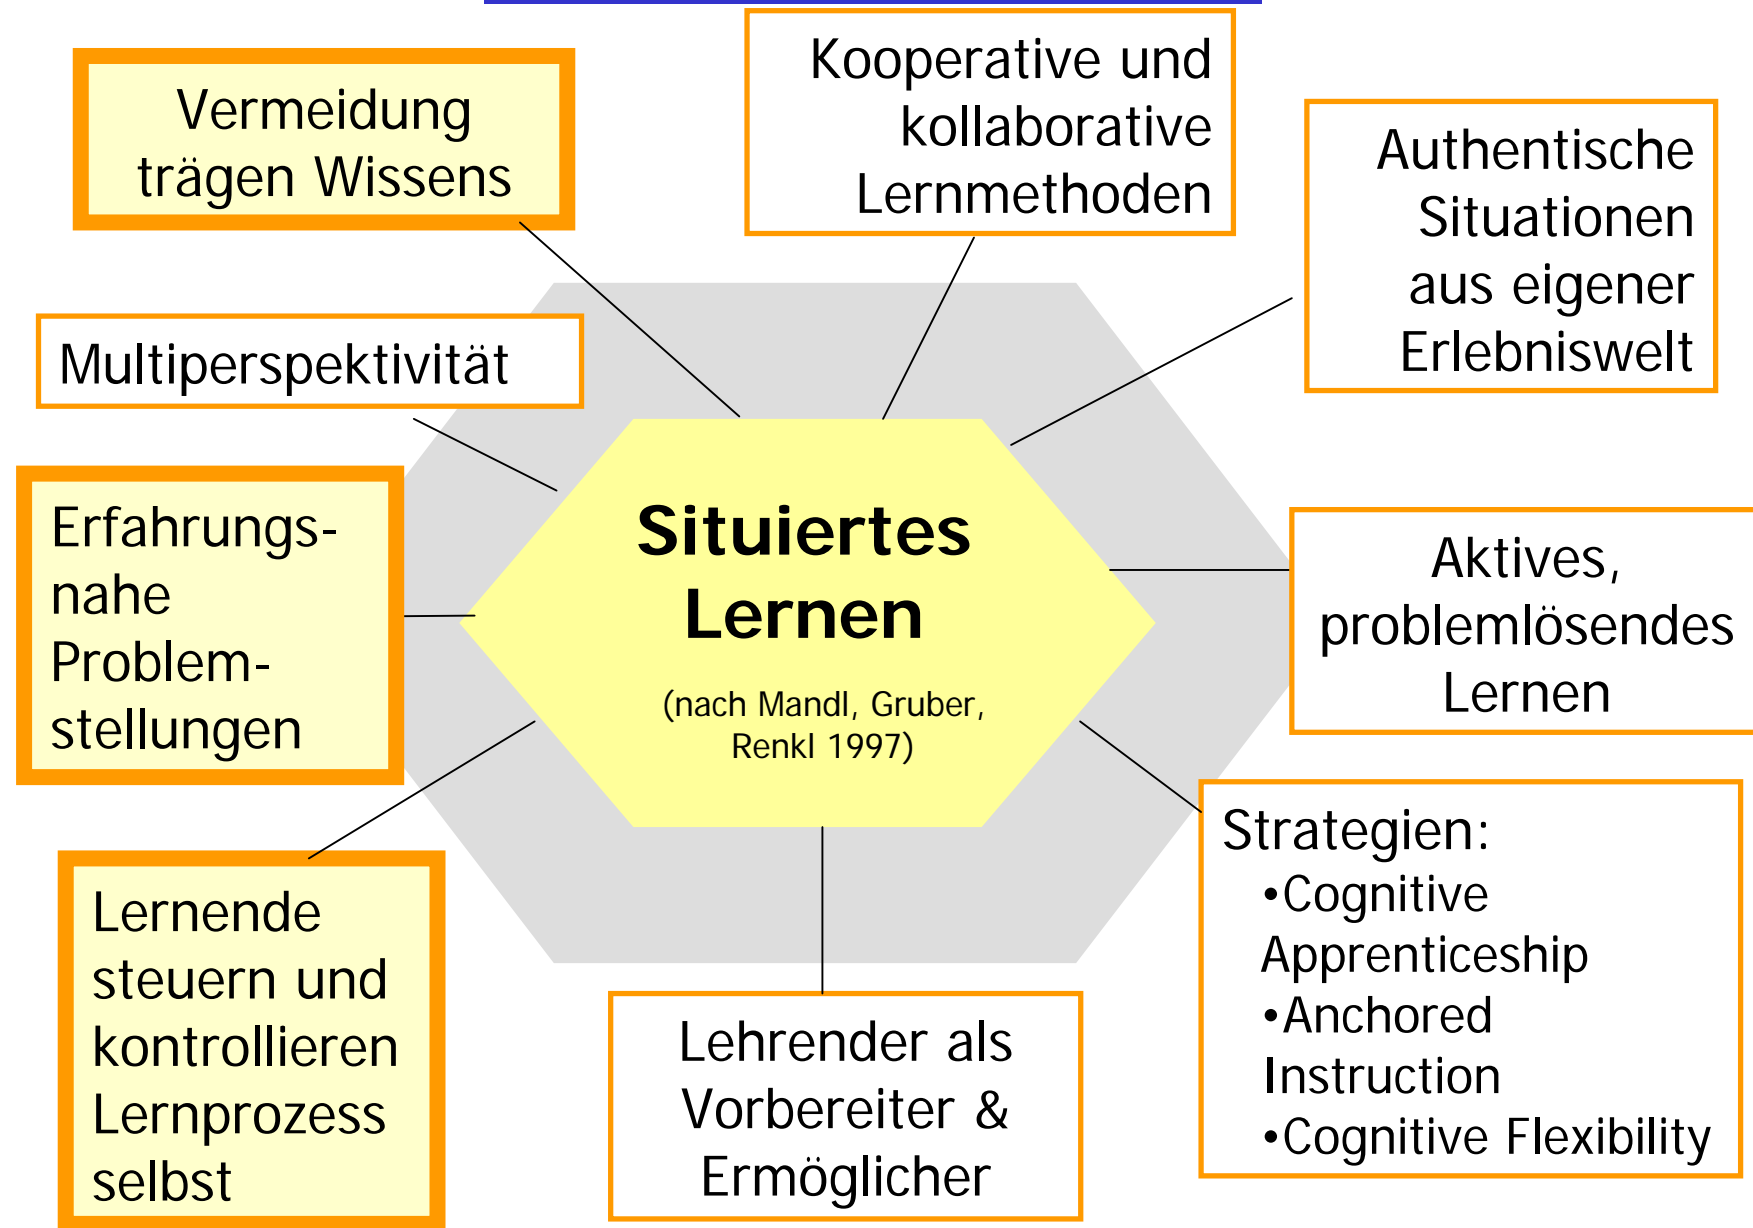 Vermeidung
trägen Wissens
Kooperative und
kollaborative
Lernmethoden
Authentische
Situationen
aus eigener
Erlebniswelt
Multiperspektivität
Erfahrungs-
nahe
Problem-
stellungen
Situiertes
Lernen
(nach Mandl, Gruber,
Renkl 1997)
Aktives,
problemlösendes
Lernen
Lernende
steuern und
kontrollieren
Lernprozess
selbst
Lehrender als
Vorbereiter &
Ermöglicher
Strategien:
•Cognitive
Apprenticeship
•Anchored
Instruction
•Cognitive Flexibility